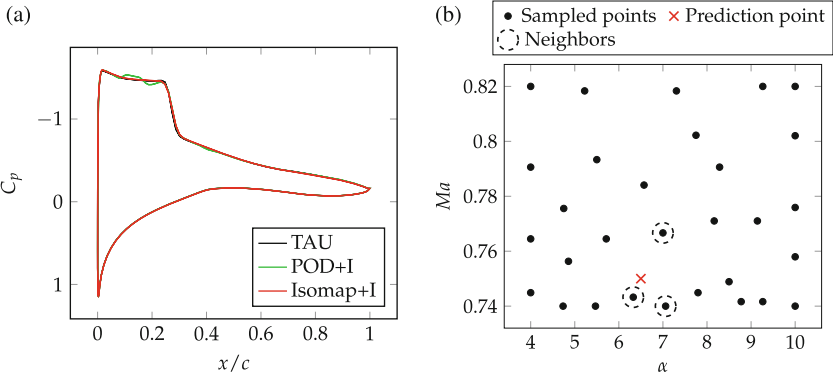 (a)
−1
0
1
C_p
0
0.2
0.4
0.6
0.8
1
x/c
TAU
POD+I
Isomap+I
(b)
Sampled points
Prediction point
Neighbors
0.82
0.8
0.78
0.76
0.74
Ma
4
5
6
7
8
9
10
α